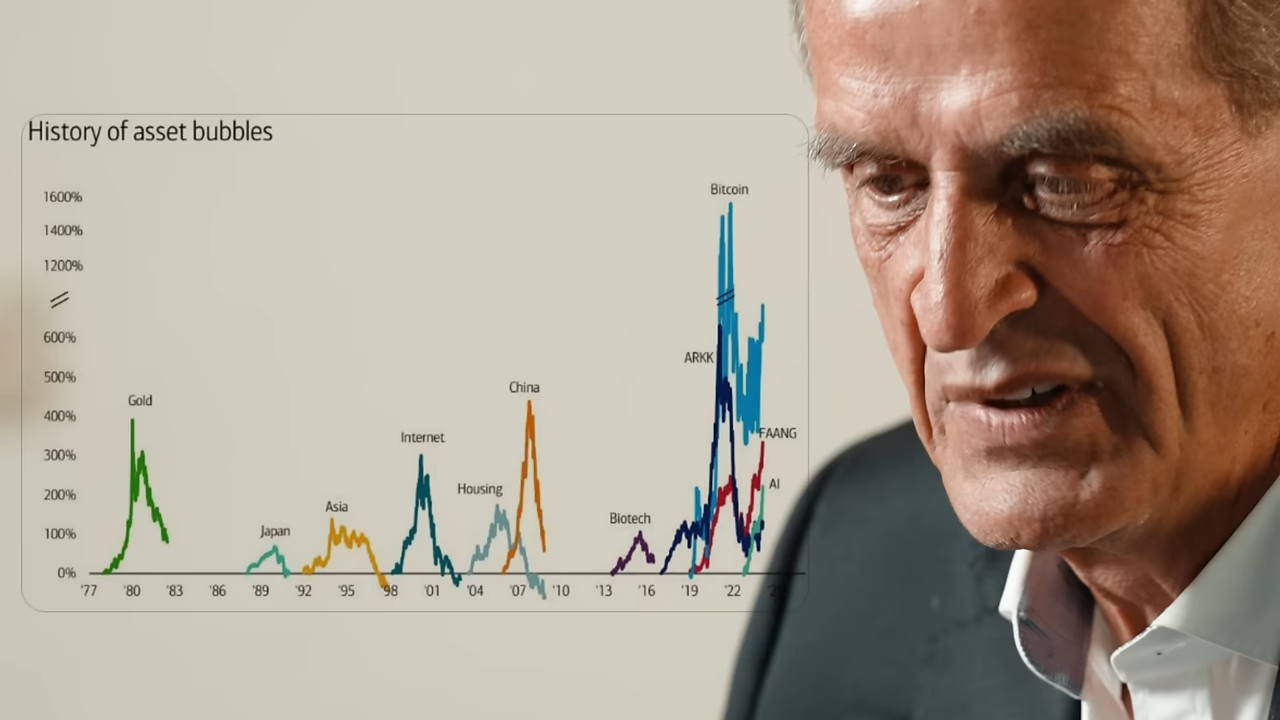 History of asset bubbles
1600%
1400%
1200%
600%
500%
400%
300%
200%
100%
0%
Gold
Japan
Asia
Internet
Housing
China
Biotech
ARKK
Bitcoin
FAANG
AI
'77 '80 '83 '86 '89 '92 '95 '98 '01 '04 '07 '10 '13 '16 '19 '22